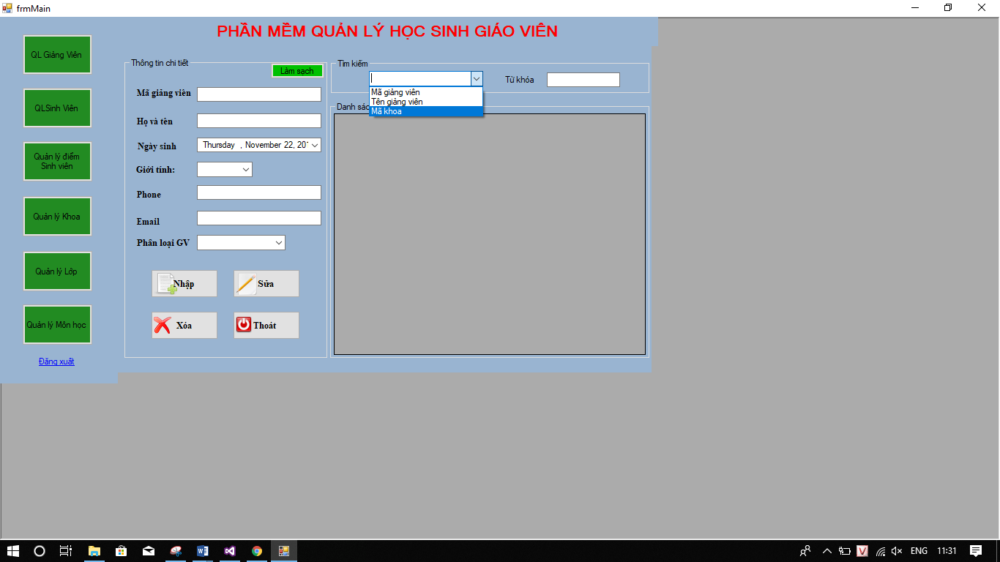 frmMain
PHẦN MỀM QUẢN LÝ HỌC SINH GIÁO VIÊN
QL Giảng Viên
QLSinh Viên
Quản lý điểm
Sinh viên
Quản lý Khoa
Quản lý Lớp
Quản lý Môn học
Đăng xuất
Thông tin chi tiết
Làm sạch
Mã giảng viên
Họ và tên
Ngày sinh
Thursday , November 22, 201
Giới tính:
Phone
Email
Phân loại GV
Nhập
Sửa
Xóa
Thoát
Tìm kiếm
Từ khóa
Mã giảng viên
Tên giảng viên
Mã khoa
Danh sác
ENG
11:31